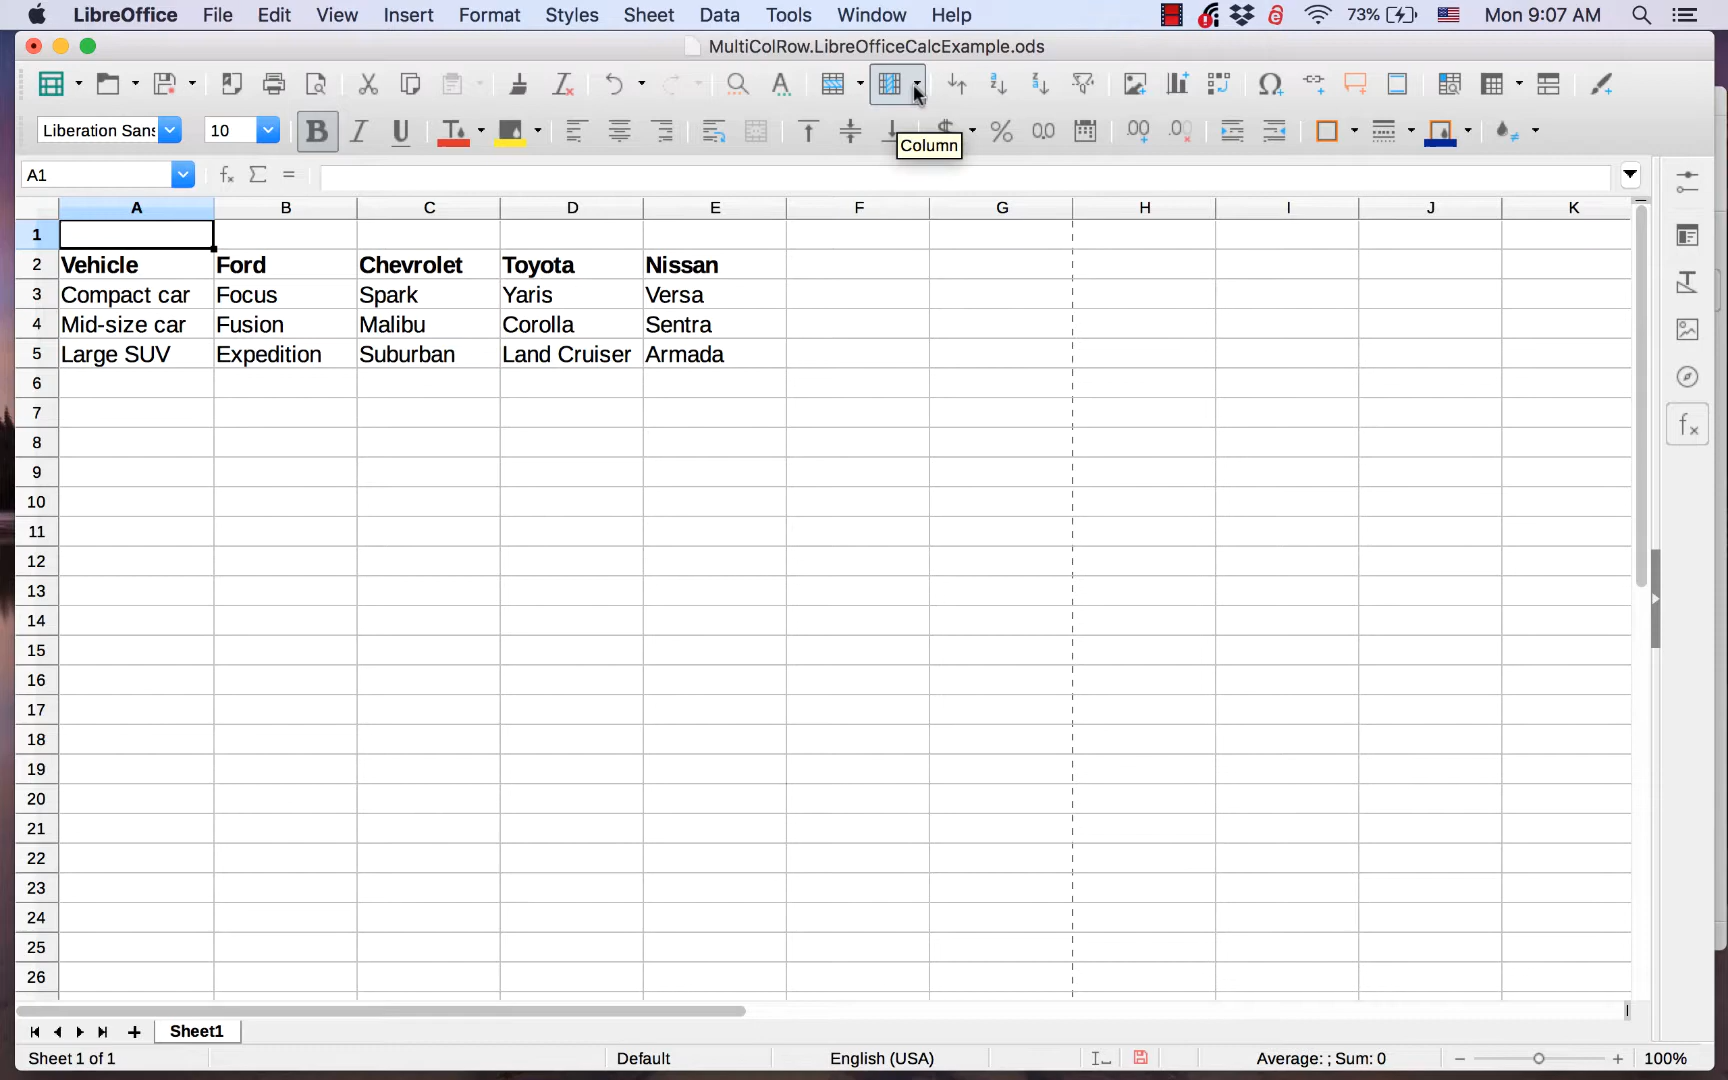 LibreOffice File Edit View Insert Format Styles Sheet Data Tools Window Help 73% Mon 9:07 AM
MultiColRow.LibreOfficeCalcExample.ods
Liberation Sans 10
Column
A1
A B C D E F G H I J K
1
2 Vehicle Ford Chevrolet Toyota Nissan
3 Compact car Focus Spark Yaris Versa
4 Mid-size car Fusion Malibu Corolla Sentra
5 Large SUV Expedition Suburban Land Cruiser Armada
6
7
8
9
10
11
12
13
14
15
16
17
18
19
20
21
22
23
24
25
26
Sheet1
Sheet 1 of 1 Default English (USA) Average: ; Sum: 0 100%